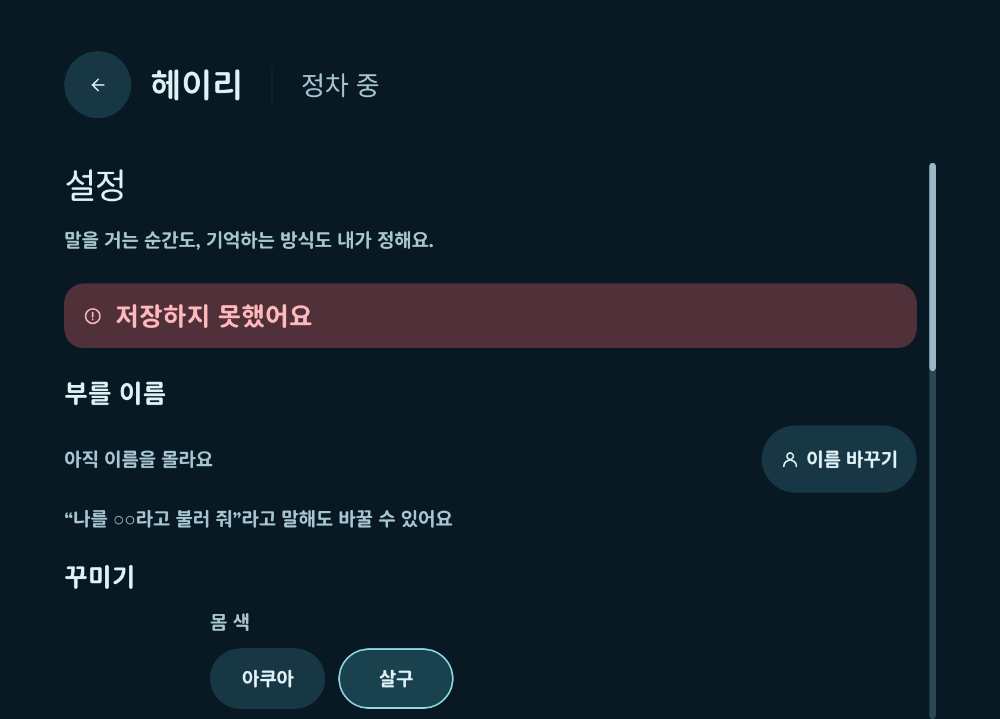 헤이리
정차 중
설정
말을 거는 순간도, 기억하는 방식도 내가 정해요.
저장하지 못했어요
부를 이름
아직 이름을 몰라요
이름 바꾸기
“나를 ○○라고 불러 줘”라고 말해도 바꿀 수 있어요
꾸미기
몸 색
아쿠아
살구